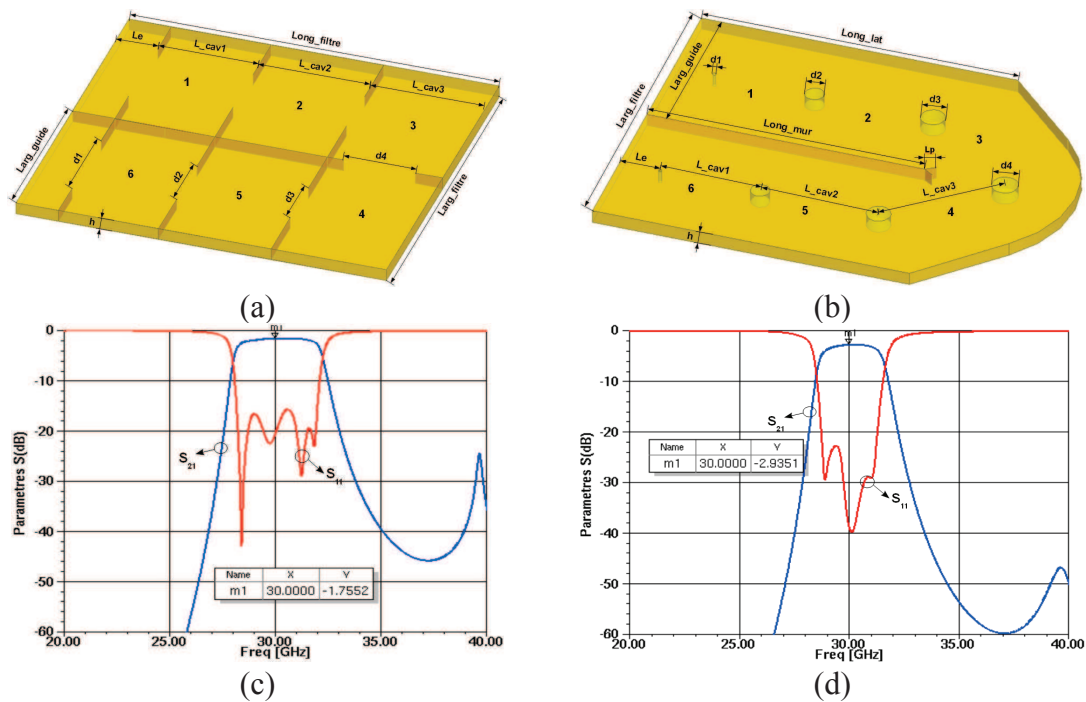 Long_filtre
Le
L_cav1
L_cav2
L_cav3
1
2
3
Larg_guide
d1
d2
d3
d4
6
5
4
h
Larg_filtre
(a)
Long_lat
Larg_guide
Larg_filtre
d1
d2
d3
1
2
3
Long_mur
Lp
d4
Le
L_cav1
L_cav2
L_cav3
6
5
4
h
(b)
m1
0
-10
-20
-30
-40
-50
-60
Parametres S(dB)
S21
S11
Name X Y
m1 30.0000 -1.7552
20.00 25.00 30.00 35.00 40.00
Freq [GHz]
(c)
m1
0
-10
-20
-30
-40
-50
-60
Parametres S(dB)
S21
Name X Y
m1 30.0000 -2.9351
S11
20.00 25.00 30.00 35.00 40.00
Freq [GHz]
(d)